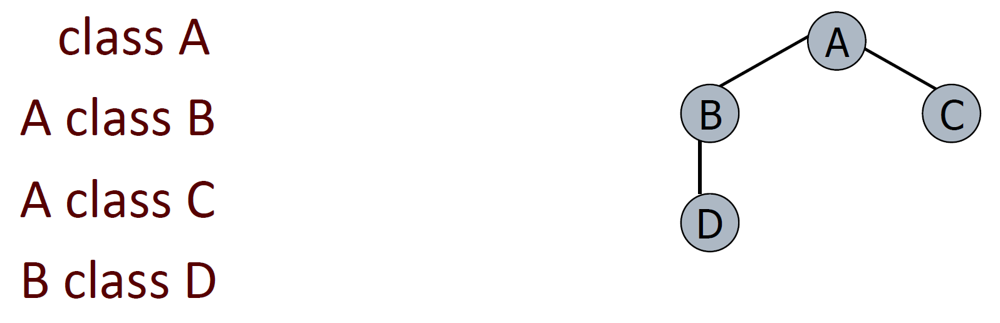 class A
A class B
A class C
B class D
A
B
C
D